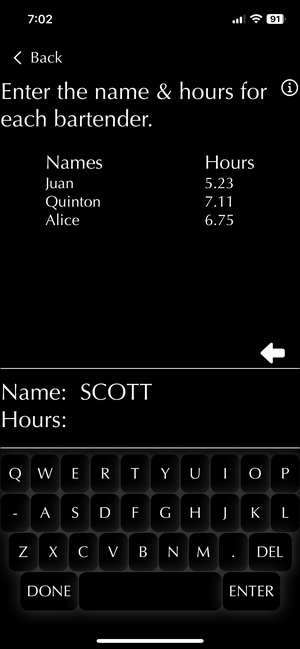 7:02
91
Back
Enter the name & hours for
each bartender.
Names Hours
Juan 5.23
Quinton 7.11
Alice 6.75
Name: SCOTT
Hours:
Q W E R T Y U I O P
- A S D F G H J K L
Z X C V B N M . DEL
DONE ENTER